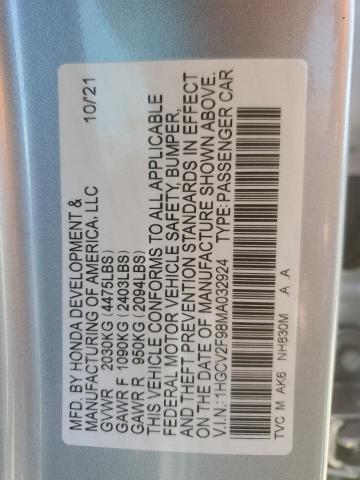 MFD. BY HONDA DEVELOPMENT & 10/21
MANUFACTURING OF AMERICA, LLC
GVWR 2030KG (4475LBS)
GAWR F 1090KG (2403LBS)
GAWR R 950KG (2094LBS)
THIS VEHICLE CONFORMS TO ALL APPLICABLE
FEDERAL MOTOR VEHICLE SAFETY, BUMPER,
AND THEFT PREVENTION STANDARDS IN EFFECT
ON THE DATE OF MANUFACTURE SHOWN ABOVE.
V.I.N.: 1HGCV2F98MA032924 TYPE: PASSENGER CAR
TVC M AK6 NH830M A .A